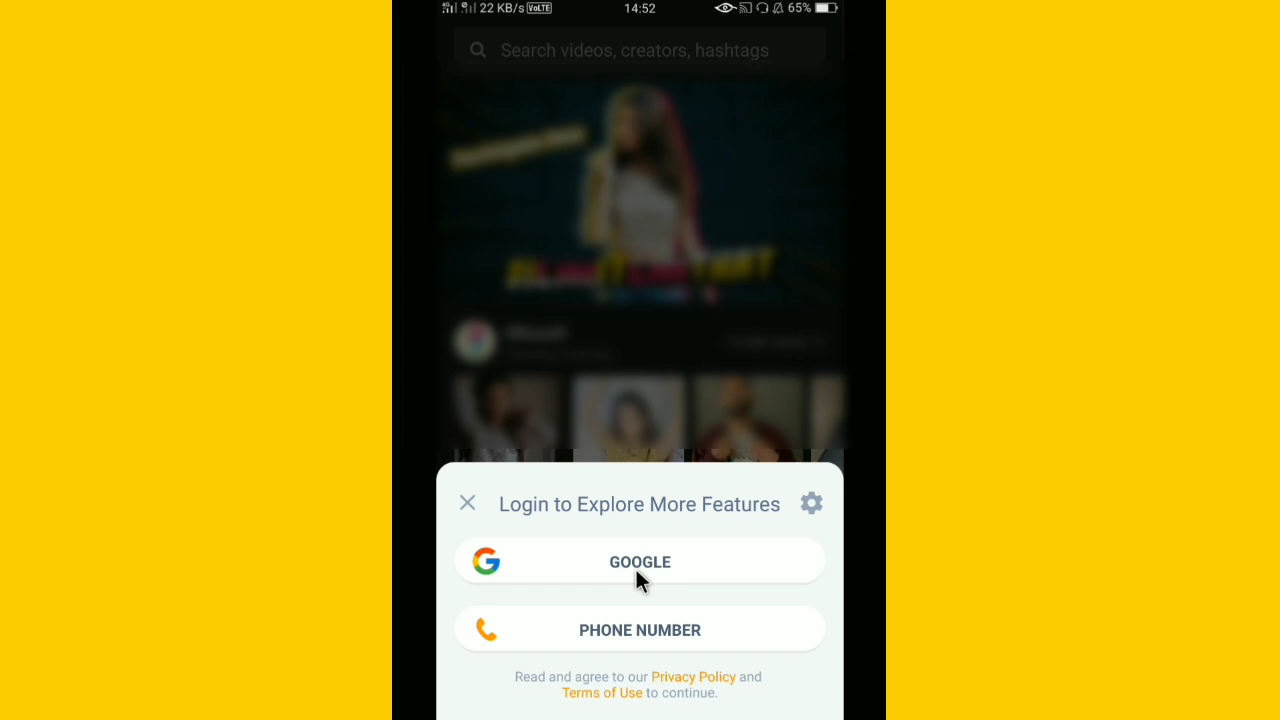 22 KB/s VoLTE 14:52 65%
Search videos, creators, hashtags
Login to Explore More Features
GOOGLE
PHONE NUMBER
Read and agree to our Privacy Policy and
Terms of Use to continue.